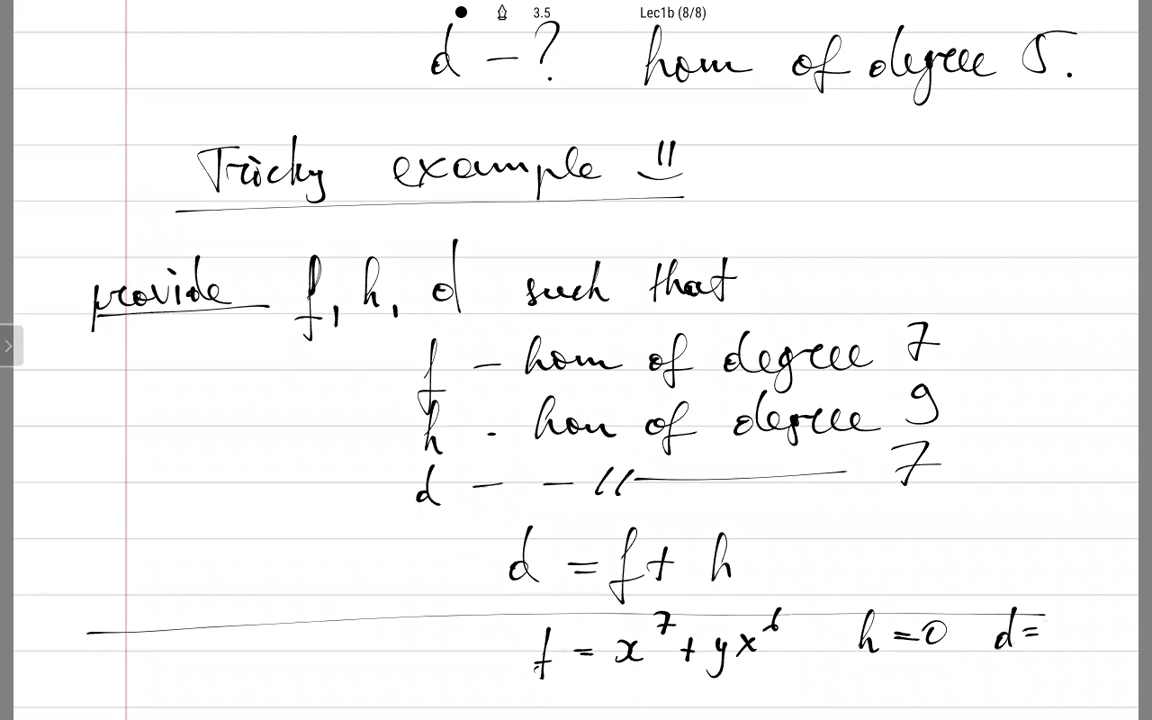 3.5 Lec1b (8/8)
d - ? hom of degree 5.
Tricky example !!
provide f, h, d such that
f - hom of degree 7
h - hom of degree 9
d - - // — 7
d = f + h
f = x^7 + yx^6 h = 0 d =